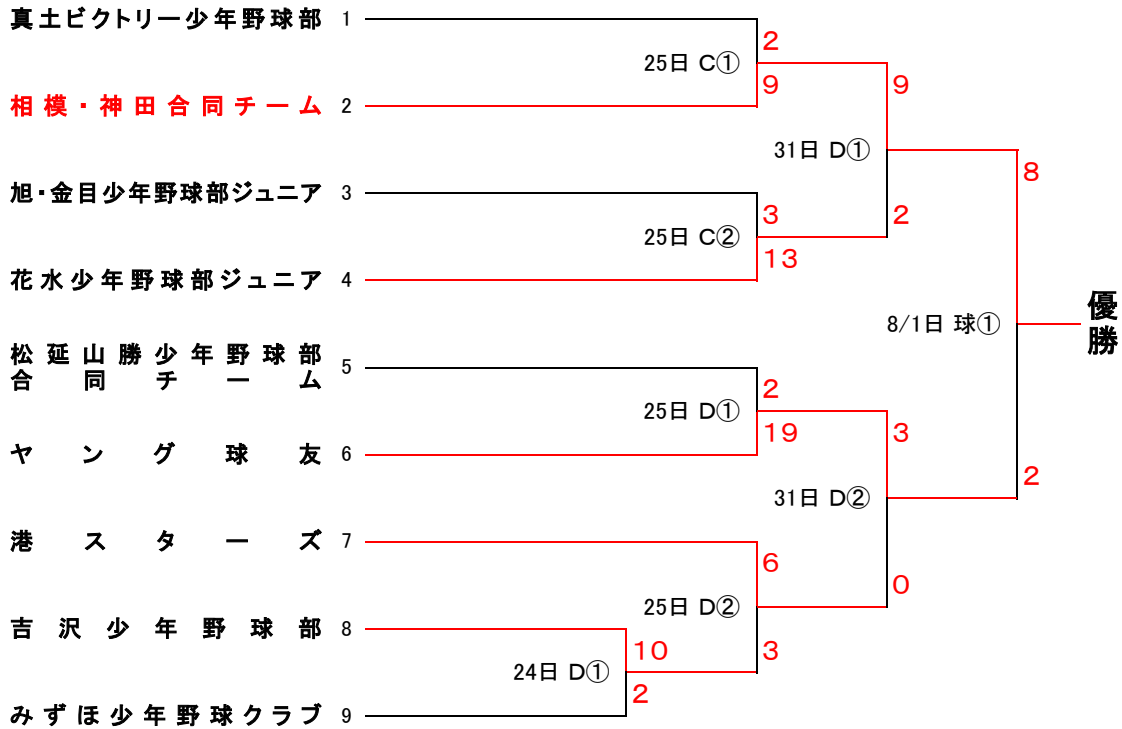 真土ビクトリー少年野球部 1
2
25日 C①
9
相模・神田合同チーム 2
9
31日 D①
8
旭・金目少年野球部ジュニア 3
3
2
25日 C②
13
花水少年野球部ジュニア 4
優勝
8/1日 球①
松延山勝少年野球部
合同チーム 5
2
25日 D①
19
3
ヤング球友 6
2
31日 D②
港スターズ 7
6
0
25日 D②
吉沢少年野球部 8
10
3
24日 D①
2
みずほ少年野球クラブ 9